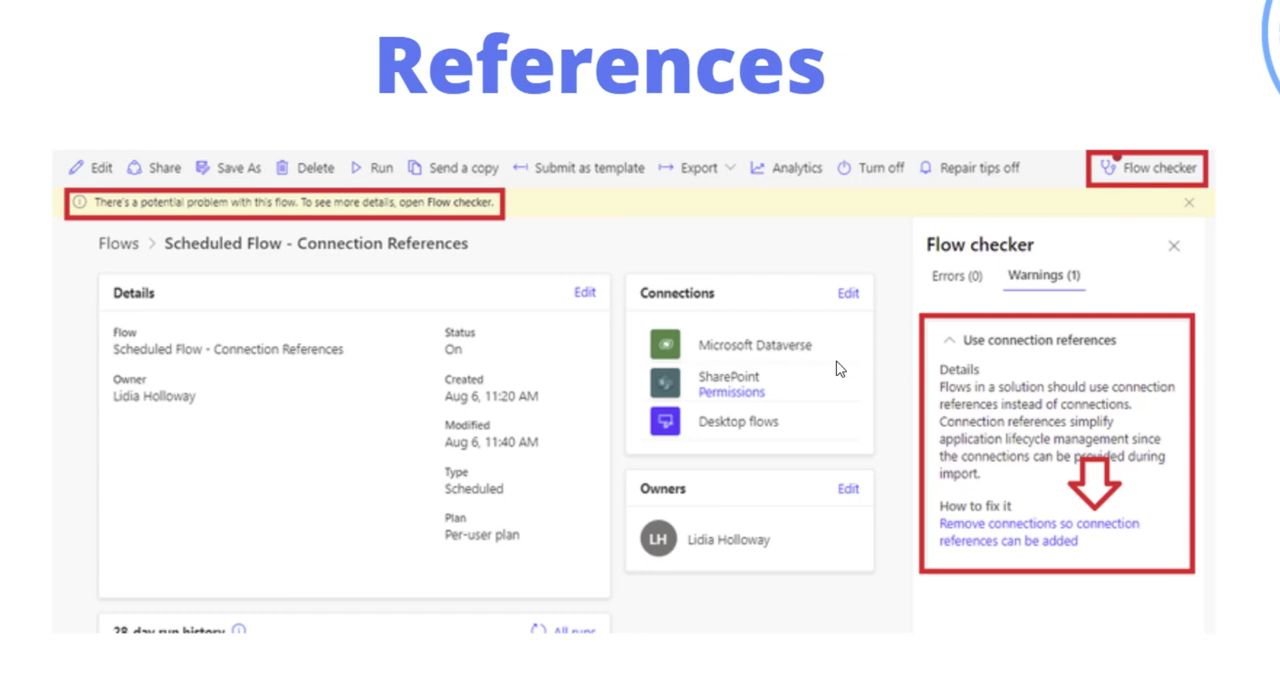 References
Edit Share Save As Delete Run Send a copy Submit as template Export Analytics Turn off Repair tips off Flow checker
There's a potential problem with this flow. To see more details, open Flow checker.
Flows > Scheduled Flow - Connection References
Details Edit
Flow
Scheduled Flow - Connection References
Owner
Lidia Holloway
Status
On
Created
Aug 6, 11:20 AM
Modified
Aug 6, 11:40 AM
Type
Scheduled
Plan
Per-user plan
28-day run history All runs
Connections Edit
Microsoft Dataverse
SharePoint
Permissions
Desktop flows
Owners Edit
LH Lidia Holloway
Flow checker
Errors (0) Warnings (1)
Use connection references
Details
Flows in a solution should use connection
references instead of connections.
Connection references simplify
application lifecycle management since
the connections can be provided during
import.
How to fix it
Remove connections so connection
references can be added